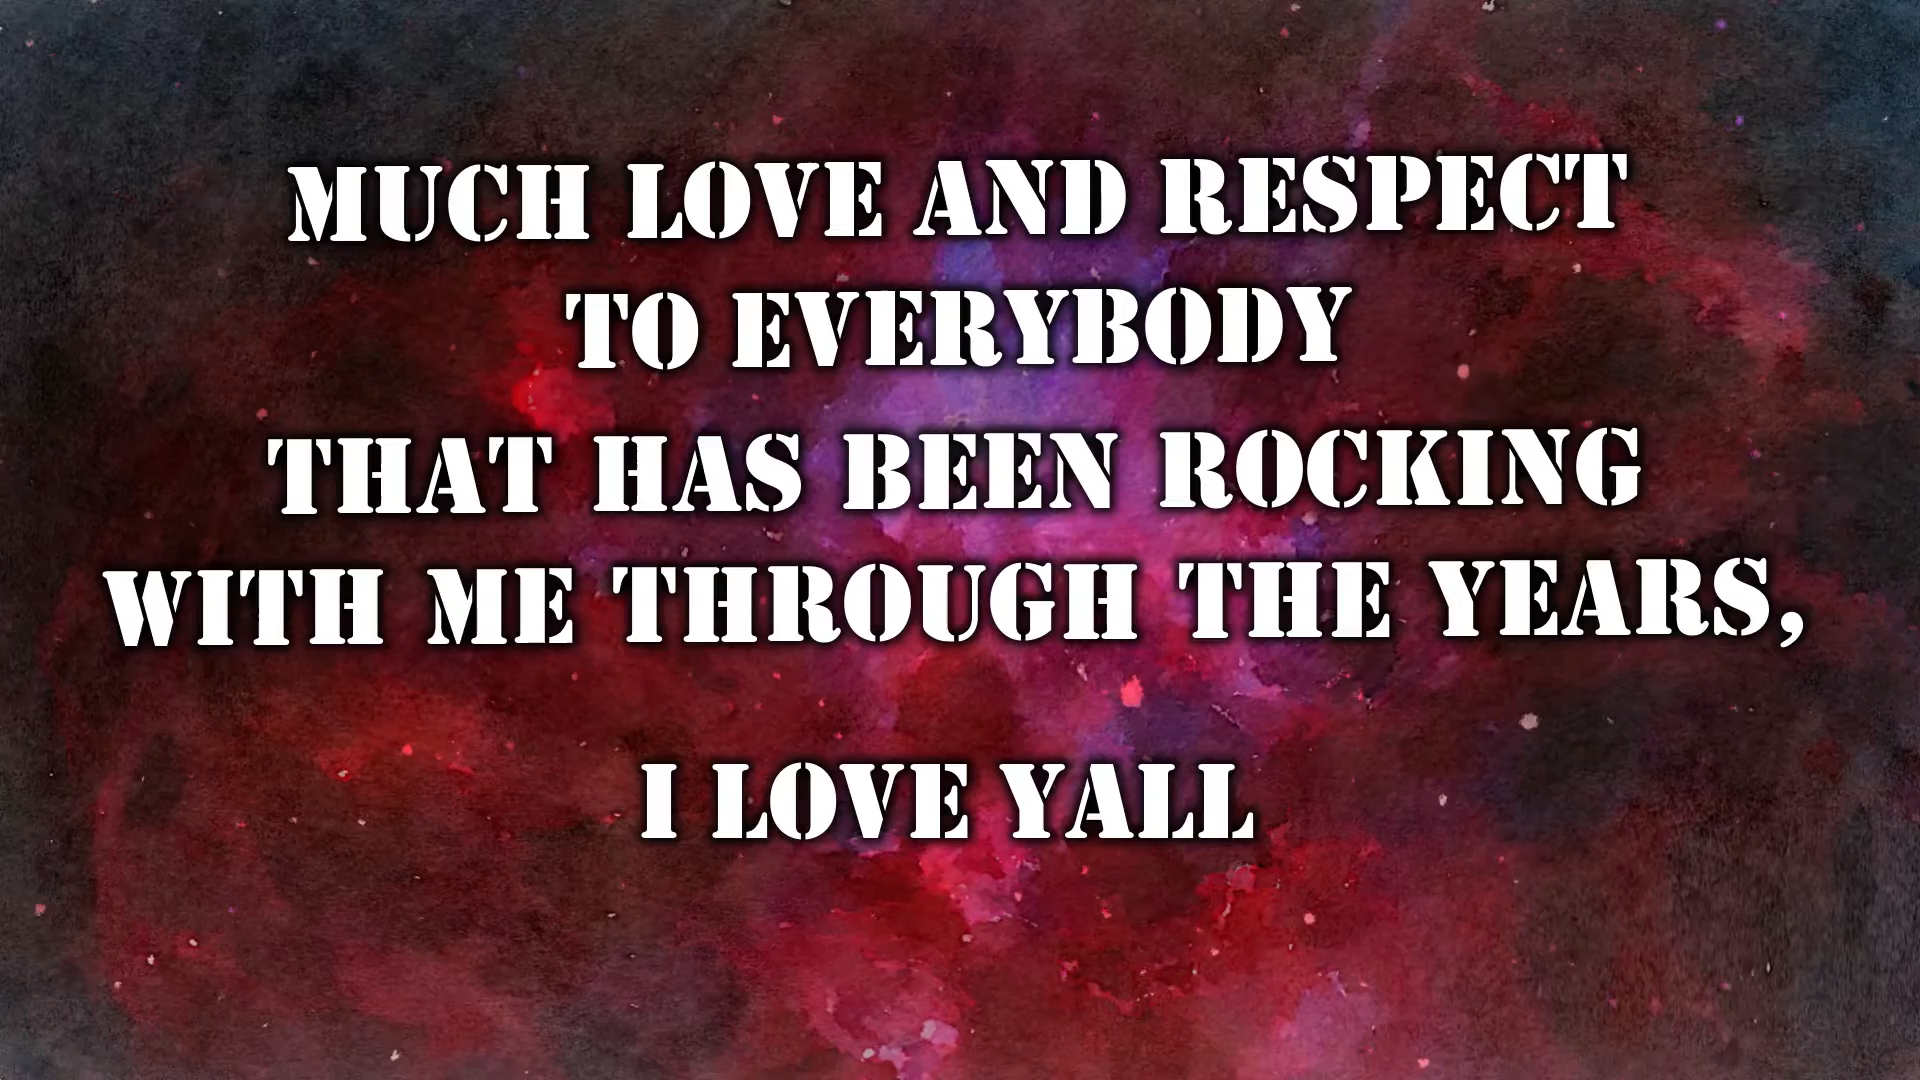 MUCH LOVE AND RESPECT
TO EVERYBODY
THAT HAS BEEN ROCKING
WITH ME THROUGH THE YEARS,
I LOVE YALL